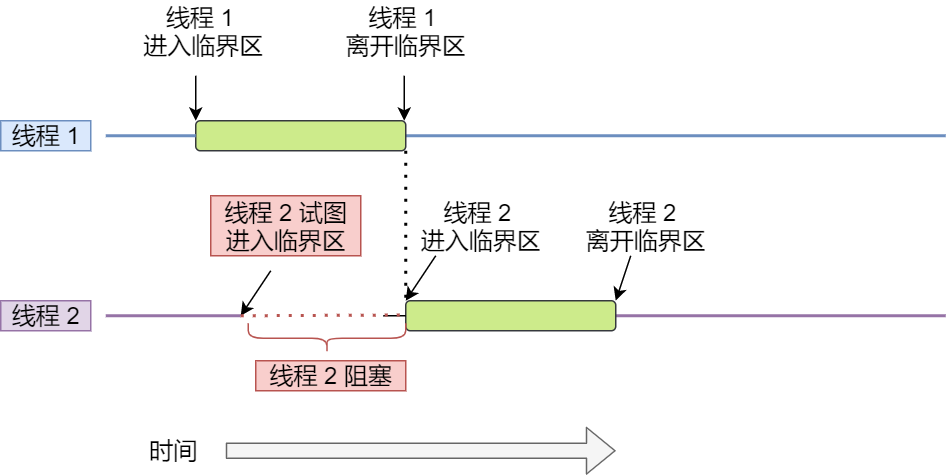 线程 1
进入临界区
线程 1
离开临界区
线程 1
线程 2 试图
进入临界区
线程 2
进入临界区
线程 2
离开临界区
线程 2
线程 2 阻塞
时间